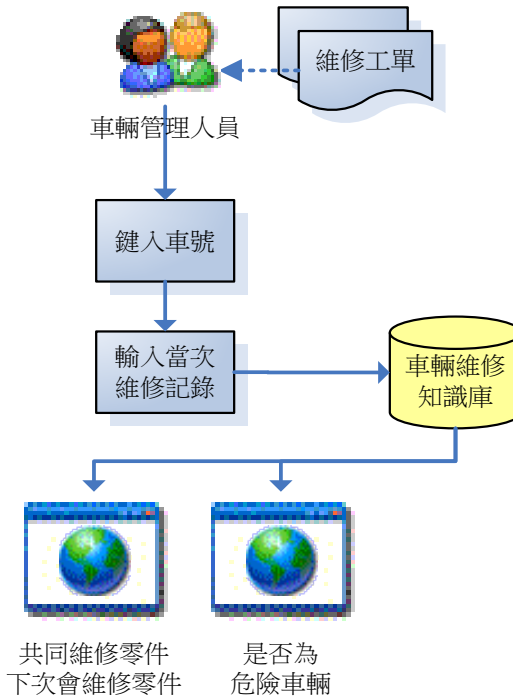 維修工單
車輛管理人員
鍵入車號
輸入當次
維修記錄
車輛維修
知識庫
共同維修零件
下次會維修零件
是否為
危險車輛